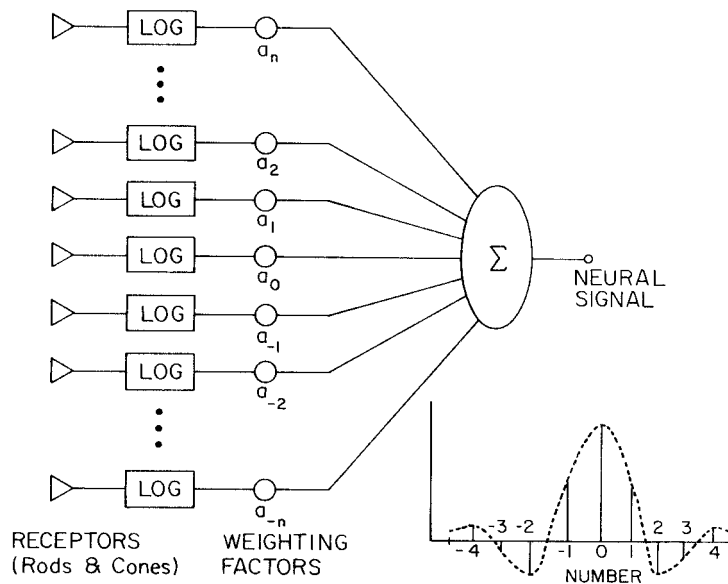 LOG
a_n
LOG
a_2
LOG
a_1
LOG
a_0
LOG
a_-1
LOG
a_-2
LOG
a_-n
Σ
NEURAL
SIGNAL
RECEPTORS
(Rods & Cones)
WEIGHTING
FACTORS
-4 -3 -2 -1 0 1 2 3 4
NUMBER